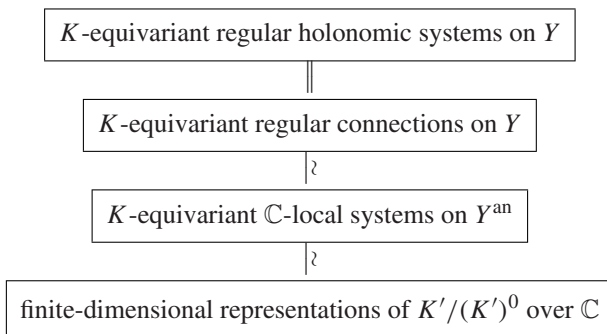 K-equivariant regular holonomic systems on Y
K-equivariant regular connections on Y
K-equivariant ℂ-local systems on Yᵃⁿ
finite-dimensional representations of K′/(K′)⁰ over ℂ